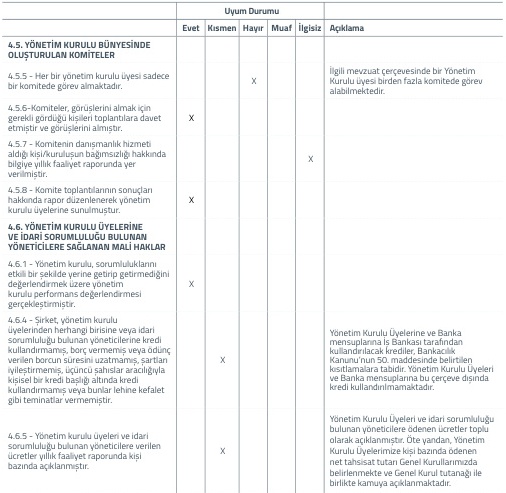 Uyum Durumu
Evet Kısmen Hayır Muaf İlgisiz Açıklama
4.5. YÖNETİM KURULU BÜNYESİNDE
OLUŞTURULAN KOMİTELER
4.5.5 - Her bir yönetim kurulu üyesi sadece
bir komitede görev almaktadır.
X
İlgili mevzuat çerçevesinde bir Yönetim
Kurulu üyesi birden fazla komitede görev
alabilmektedir.
4.5.6-Komiteler, görüşlerini almak için
gerekli gördüğü kişileri toplantılara davet
etmiştir ve görüşlerini almıştır.
X
4.5.7 - Komitenin danışmanlık hizmeti
aldığı kişi/kuruluşun bağımsızlığı hakkında
bilgiye yıllık faaliyet raporunda yer
verilmiştir.
X
4.5.8 - Komite toplantılarının sonuçları
hakkında rapor düzenlenerek yönetim
kurulu üyelerine sunulmuştur.
X
4.6. YÖNETİM KURULU ÜYELERİNE
VE İDARİ SORUMLULUĞU BULUNAN
YÖNETİCİLERE SAĞLANAN MALİ HAKLAR
4.6.1 - Yönetim kurulu, sorumluluklarını
etkili bir şekilde yerine getirip getirmediğini
değerlendirmek üzere yönetim
kurulu performans değerlendirmesi
gerçekleştirmiştir.
X
4.6.4 - Şirket, yönetim kurulu
üyelerinden herhangi birisine veya idari
sorumluluğu bulunan yöneticilerine kredi
kullandırmamış, borç vermemiş veya ödünç
verilen borcun süresini uzatmamış, şartları
iyileştirmemiş, üçüncü şahıslar aracılığıyla
kişisel bir kredi başlığı altında kredi
kullandırmamış veya bunlar lehine kefalet
gibi teminatlar vermemiştir.
X
Yönetim Kurulu Üyelerine ve Banka
mensuplarına İş Bankası tarafından
kullandırılacak krediler, Bankacılık
Kanunu'nun 50. maddesinde belirtilen
kısıtlamalara tabidir. Yönetim Kurulu Üyeleri
ve Banka mensuplarına bu çerçeve dışında
kredi kullandırılmamaktadır.
4.6.5 - Yönetim kurulu üyeleri ve idari
sorumluluğu bulunan yöneticilere verilen
ücretler yıllık faaliyet raporunda kişi
bazında açıklanmıştır.
X
Yönetim Kurulu Üyeleri ve idari sorumluluğu
bulunan yöneticilere ödenen ücretler toplu
olarak açıklanmıştır. Öte yandan, Yönetim
Kurulu Üyelerimize kişi bazında ödenen
net tahsisat tutarı Genel Kurullarımızda
belirlenmekte ve Genel Kurul tutanağı ile
birlikte kamuya açıklanmaktadır.